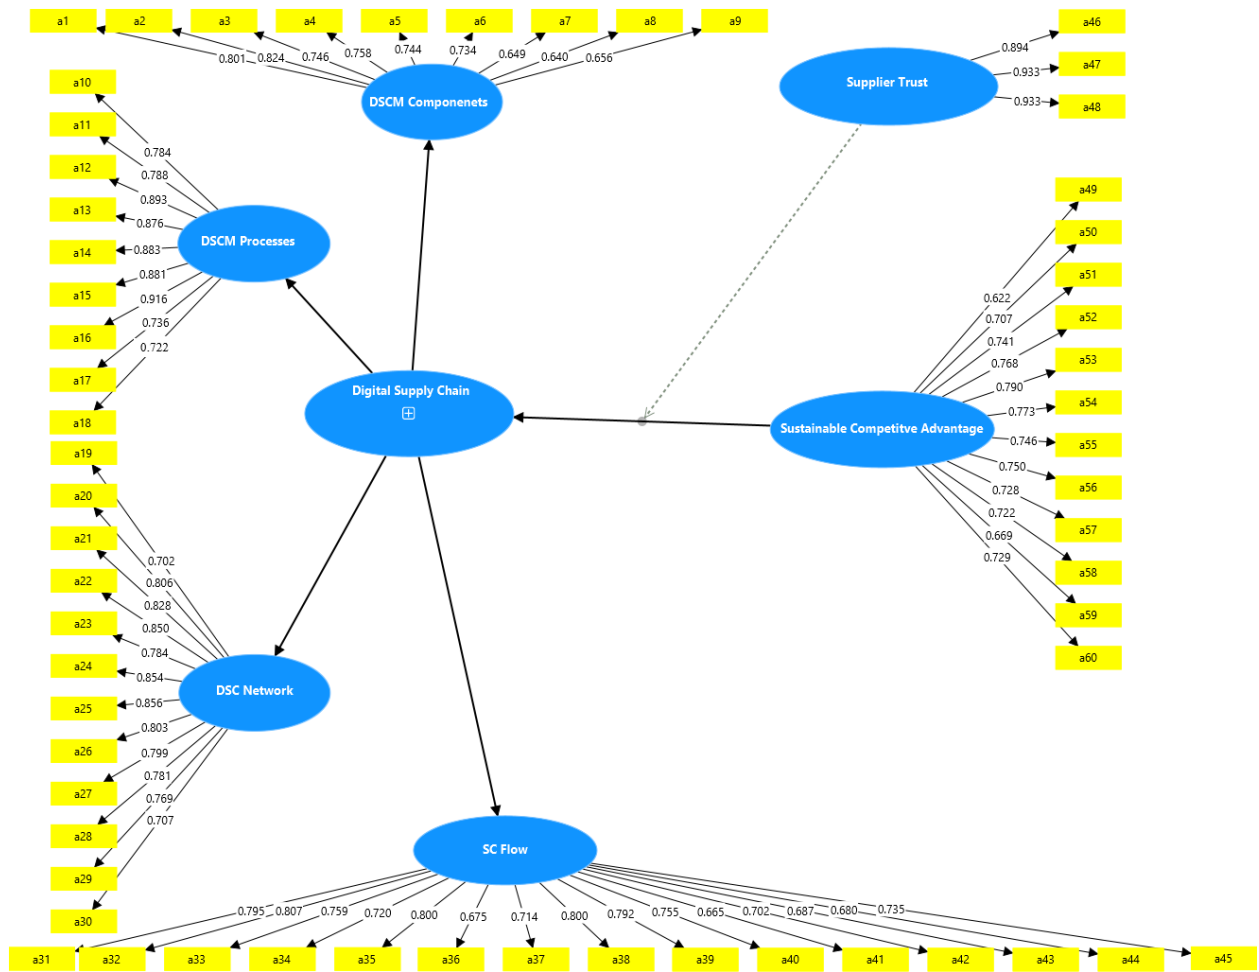 a1 a2 a3 a4 a5 a6 a7 a8 a9
0.801 0.824 0.746 0.758 0.744 0.734 0.649 0.640 0.656
DSCM Componenets
Supplier Trust
a46
a47
a48
0.894
0.933
0.933
a10
a11
a12
a13
a14
a15
a16
a17
a18
0.784
0.788
0.893
0.876
0.883
0.881
0.916
0.736
0.722
DSCM Processes
Digital Supply Chain
Sustainable Competitve Advantage
a49
a50
a51
a52
a53
a54
a55
a56
a57
a58
a59
a60
0.622
0.707
0.741
0.768
0.790
0.773
0.746
0.750
0.728
0.722
0.669
0.729
a19
a20
a21
a22
a23
a24
a25
a26
a27
a28
a29
a30
0.702
0.806
0.828
0.850
0.784
0.854
0.856
0.803
0.799
0.781
0.769
0.707
DSC Network
SC Flow
0.795 0.807 0.759 0.720 0.800 0.675 0.714 0.800 0.792 0.755 0.665 0.702 0.687 0.680 0.735
a31 a32 a33 a34 a35 a36 a37 a38 a39 a40 a41 a42 a43 a44 a45